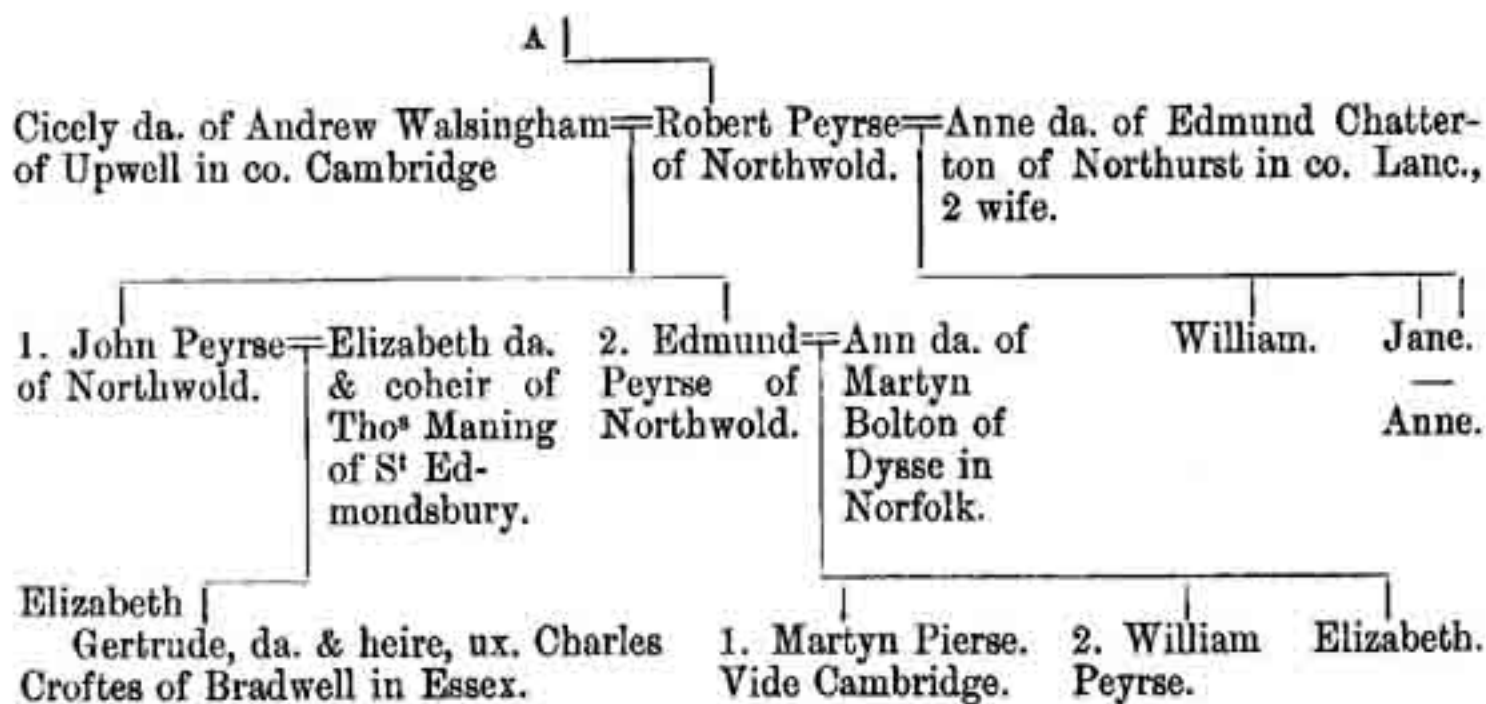 A
Cicely da. of Andrew Walsingham
of Upwell in co. Cambridge
Robert Peyrse
of Northwold.
Anne da. of Edmund Chatter-
ton of Northurst in co. Lanc.,
2 wife.
1. John Peyrse
of Northwold.
Elizabeth da.
& coheir of
Thoˢ Maning
of Sᵗ Ed-
mondsbury.
2. Edmund
Peyrse of
Northwold.
Ann da. of
Martyn
Bolton of
Dysse in
Norfolk.
William.
Jane.
—
Anne.
Elizabeth
Gertrude, da. & heire, ux. Charles
Croftes of Bradwell in Essex.
1. Martyn Pierse.
Vide Cambridge.
2. William
Peyrse.
Elizabeth.